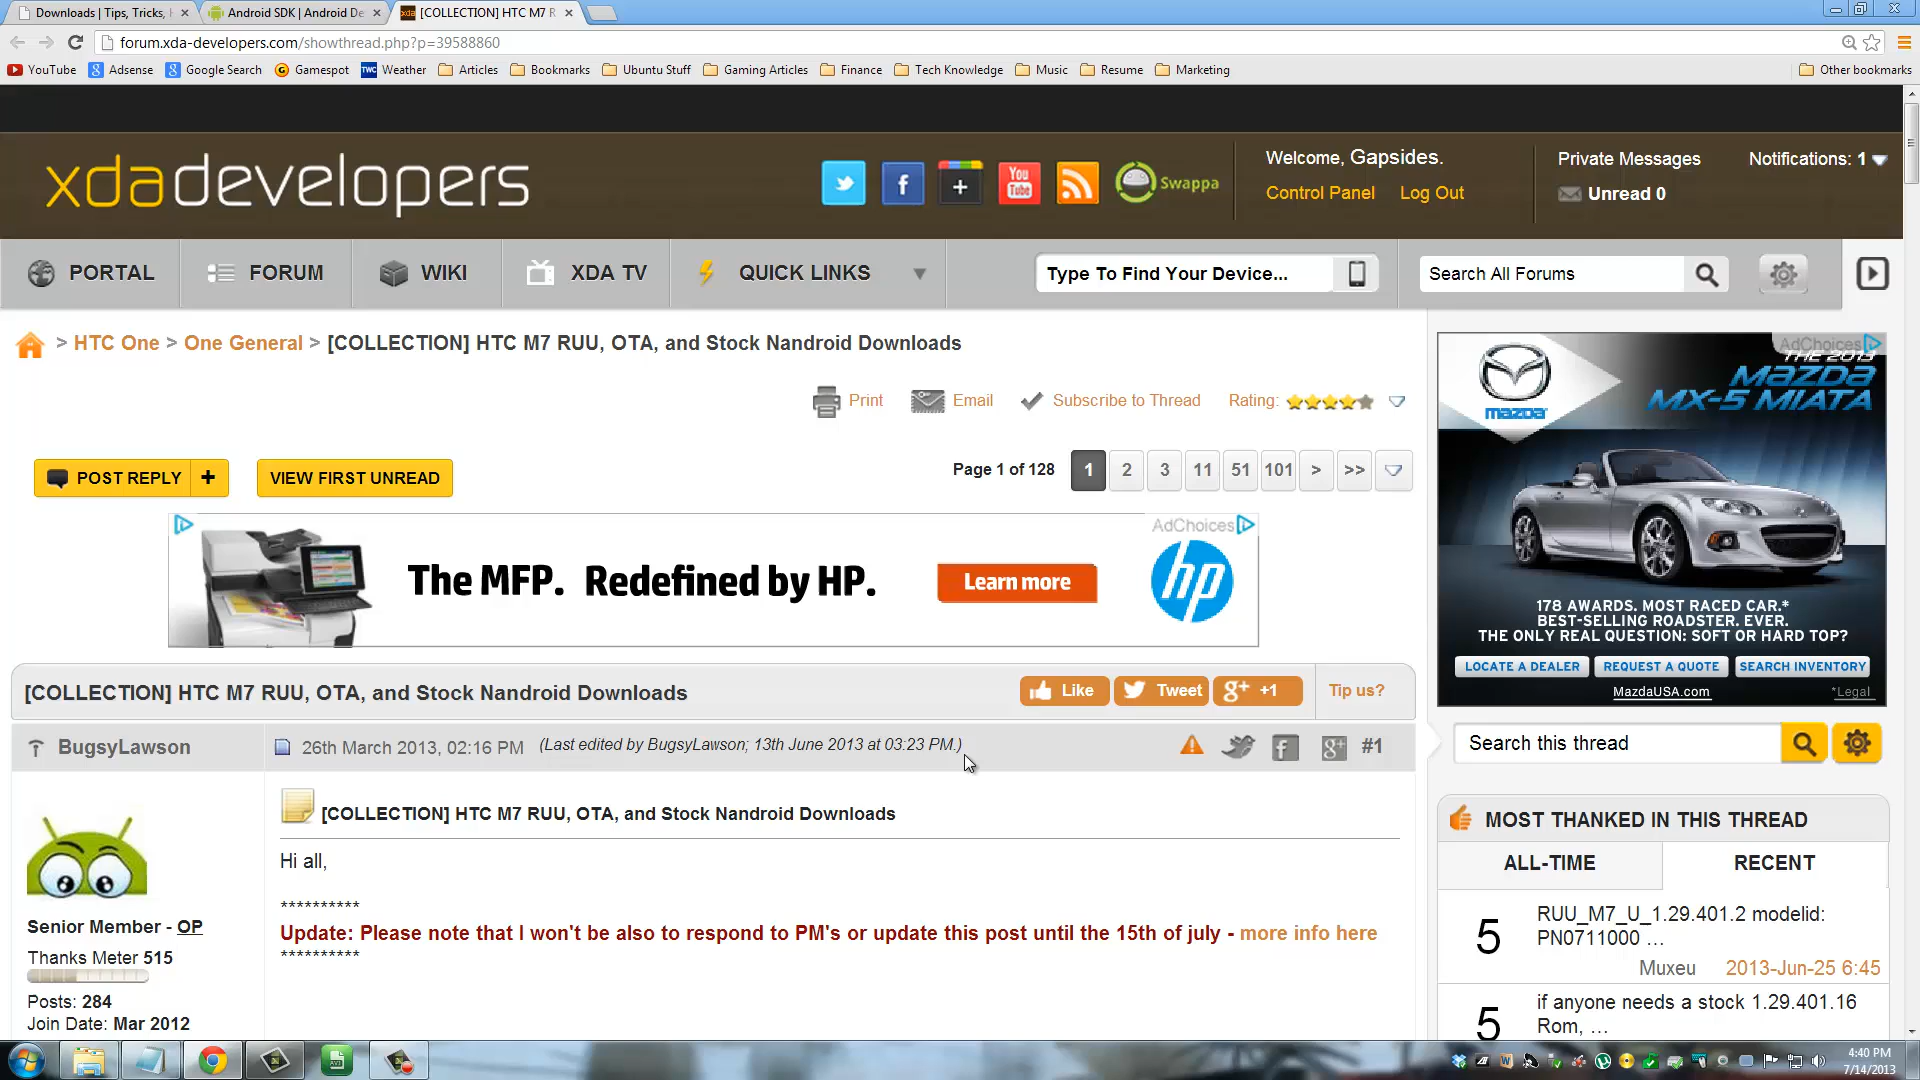 Downloads | Tips, Tricks,
Android SDK | Android De
[COLLECTION] HTC M7 R
forum.xda-developers.com/showthread.php?p=39588860
YouTube
Adsense
Google Search
Gamespot
TWC Weather
Articles
Bookmarks
Ubuntu Stuff
Gaming Articles
Finance
Tech Knowledge
Music
Resume
Marketing
Other bookmarks
xdadevelopers
You Tube
Swappa
Welcome, Gapsides.
Control Panel Log Out
Private Messages
Unread 0
Notifications: 1
PORTAL
FORUM
WIKI
XDA TV
QUICK LINKS
Type To Find Your Device...
Search All Forums
> HTC One > One General > [COLLECTION] HTC M7 RUU, OTA, and Stock Nandroid Downloads
Print
Email
Subscribe to Thread
Rating:
POST REPLY +
VIEW FIRST UNREAD
Page 1 of 128 1 2 3 11 51 101 > >>
AdChoices
The MFP. Redefined by HP.
Learn more
hp
AdChoices
THE 2013
mazda
MX-5 MIATA
mazda
178 AWARDS. MOST RACED CAR.*
BEST-SELLING ROADSTER. EVER.
THE ONLY REAL QUESTION: SOFT OR HARD TOP?
LOCATE A DEALER REQUEST A QUOTE SEARCH INVENTORY
MazdaUSA.com *Legal
[COLLECTION] HTC M7 RUU, OTA, and Stock Nandroid Downloads
Like
Tweet
g+ +1
Tip us?
BugsyLawson
26th March 2013, 02:16 PM (Last edited by BugsyLawson; 13th June 2013 at 03:23 PM.)
#1
Search this thread
[COLLECTION] HTC M7 RUU, OTA, and Stock Nandroid Downloads
Hi all,
**********
Update: Please note that I won't be also to respond to PM's or update this post until the 15th of july - more info here
**********
Senior Member - OP
Thanks Meter 515
Posts: 284
Join Date: Mar 2012
MOST THANKED IN THIS THREAD
ALL-TIME RECENT
5
RUU_M7_U_1.29.401.2 modelid:
PN0711000 ...
Muxeu 2013-Jun-25 6:45
5
if anyone needs a stock 1.29.401.16
Rom, ...
4:40 PM
7/14/2013